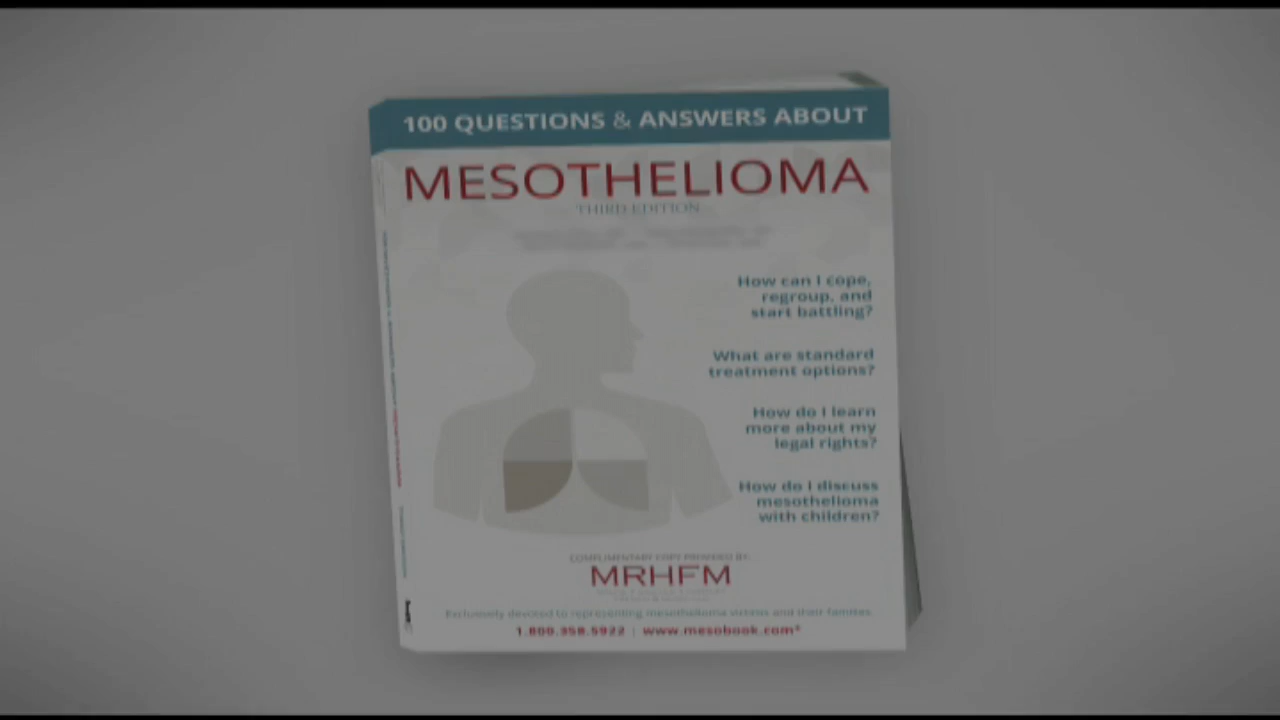 100 QUESTIONS & ANSWERS ABOUT
MESOTHELIOMA
THIRD EDITION
How can I cope,
regroup, and
start battling?
What are standard
treatment options?
How do I learn
more about my
legal rights?
How do I discuss
mesothelioma
with children?
COMPLIMENTARY COPY PROVIDED BY:
MRHFM
Exclusively devoted to representing mesothelioma victims and their families
1.800.358.5922 | www.mesobook.com®